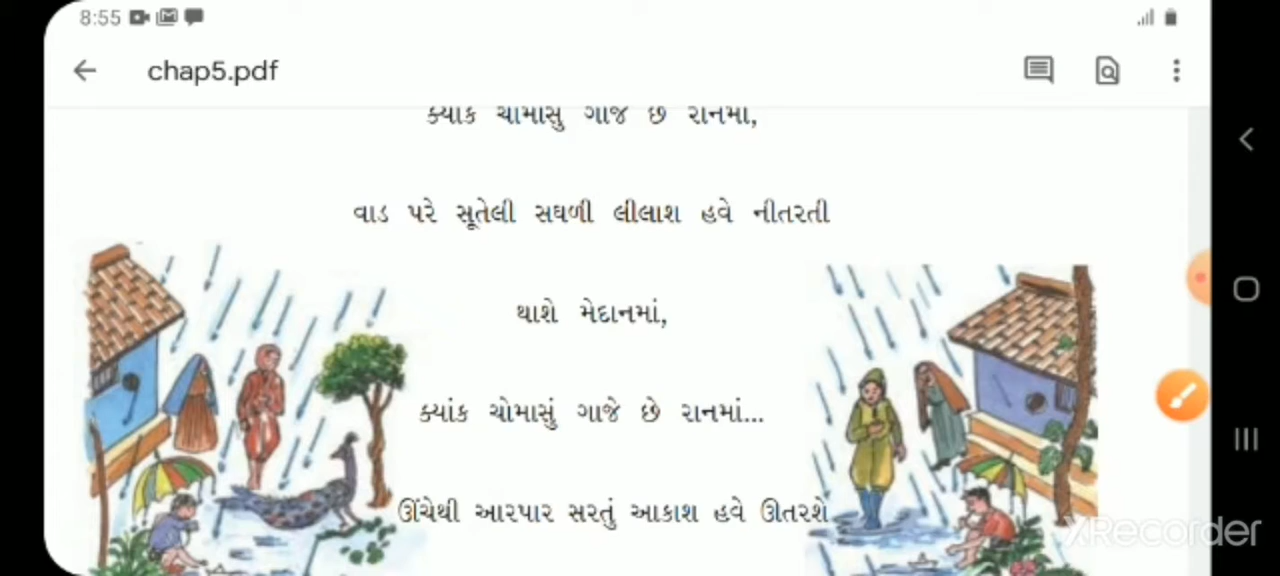 8:55
chap5.pdf
ક્યાંક ચોમાસું ગાજે છે રાનમાં,
વાડ પરે સૂતેલી સઘળી લીલાશ હવે નીતરતી
થાશે મેદાનમાં,
ક્યાંક ચોમાસું ગાજે છે રાનમાં...
ઊંચેથી આરપાર સરતું આકાશ હવે ઊતરશે
XRecorder